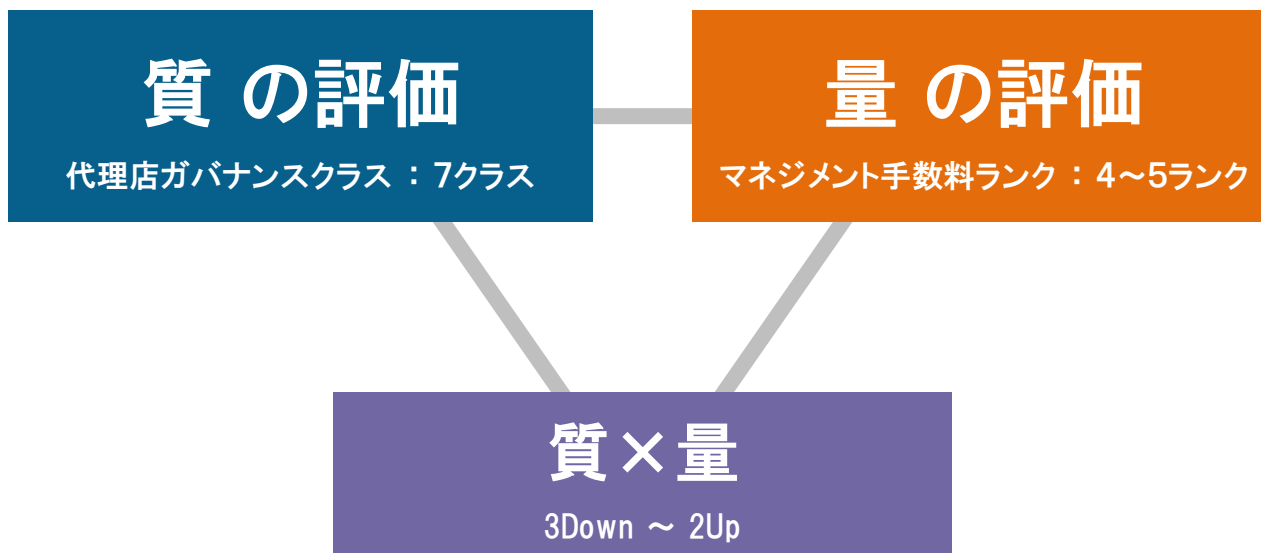 質 の評価
代理店ガバナンスクラス : 7クラス
量 の評価
マネジメント手数料ランク : 4～5ランク
質×量
3Down ～ 2Up